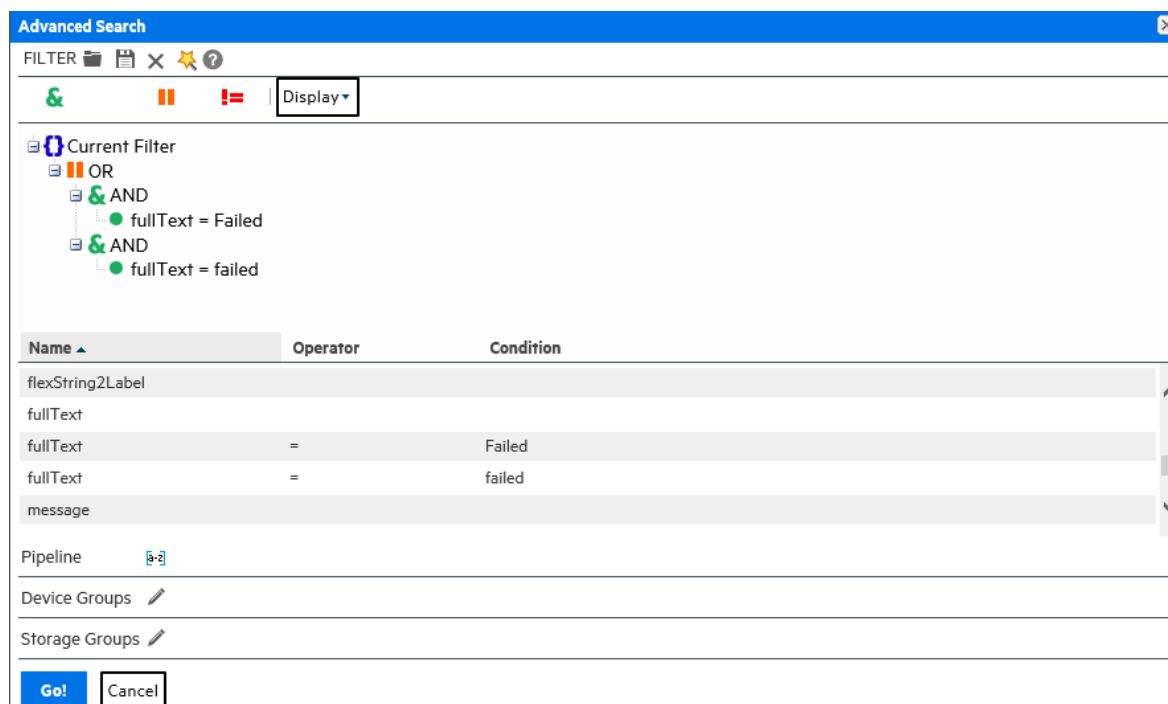 Advanced Search
FILTER
& || != | Display
Current Filter
|| OR
& AND
fullText = Failed
& AND
fullText = failed
Name Operator Condition
flexString2Label
fullText
fullText = Failed
fullText = failed
message
Pipeline [a-z]
Device Groups
Storage Groups
Go! Cancel